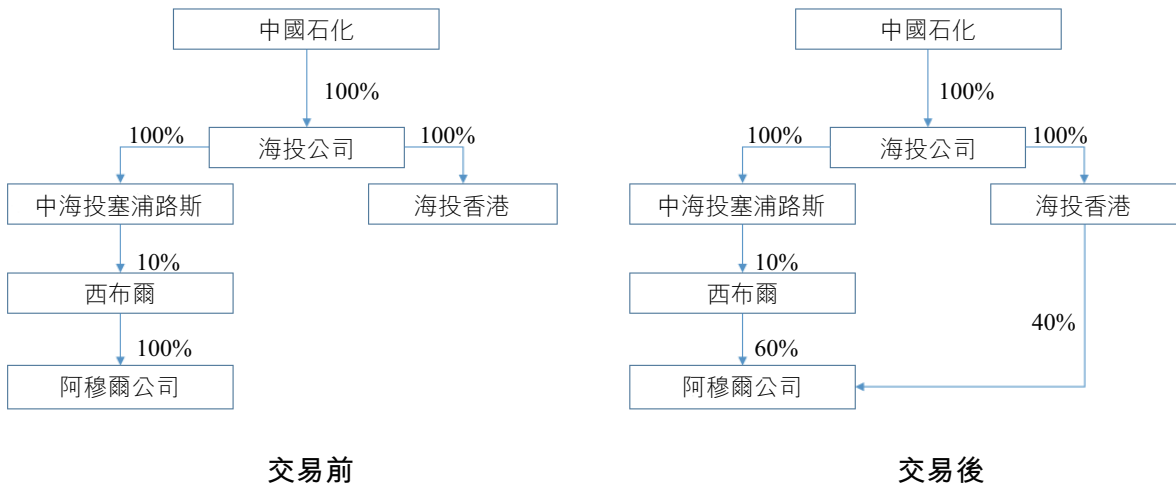 中國石化
100%
100%
海投公司
100%
中海投塞浦路斯
海投香港
10%
西布爾
100%
阿穆爾公司
交易前
中國石化
100%
100%
海投公司
100%
中海投塞浦路斯
海投香港
10%
西布爾
40%
60%
阿穆爾公司
交易後